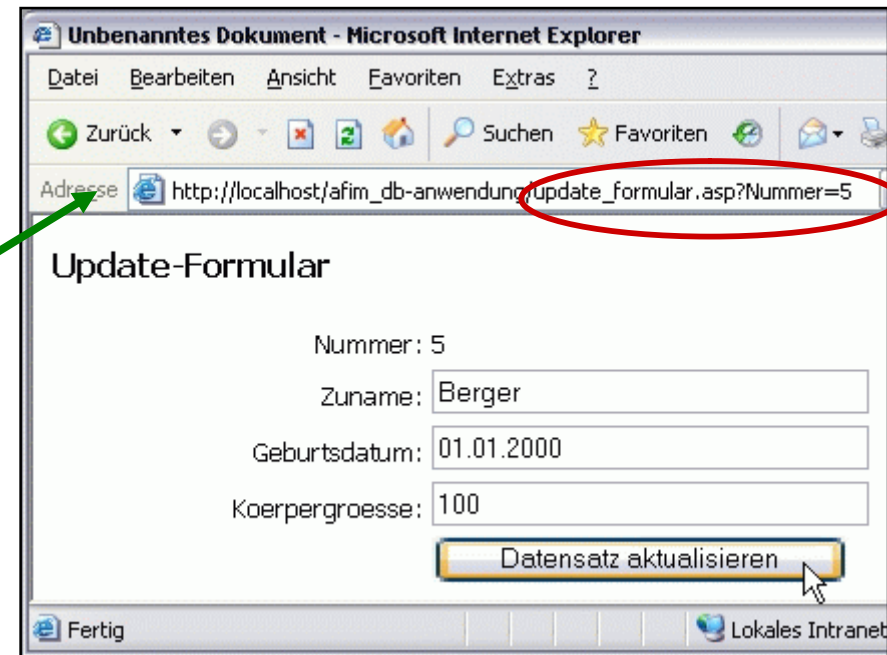 Unbenanntes Dokument - Microsoft Internet Explorer
Datei Bearbeiten Ansicht Favoriten Extras ?
Zurück Suchen Favoriten
Adresse http://localhost/afim_db-anwendung/update_formular.asp?Nummer=5
Update-Formular
Nummer: 5
Zuname: Berger
Geburtsdatum: 01.01.2000
Koerpergroesse: 100
Datensatz aktualisieren
Fertig Lokales Intranet